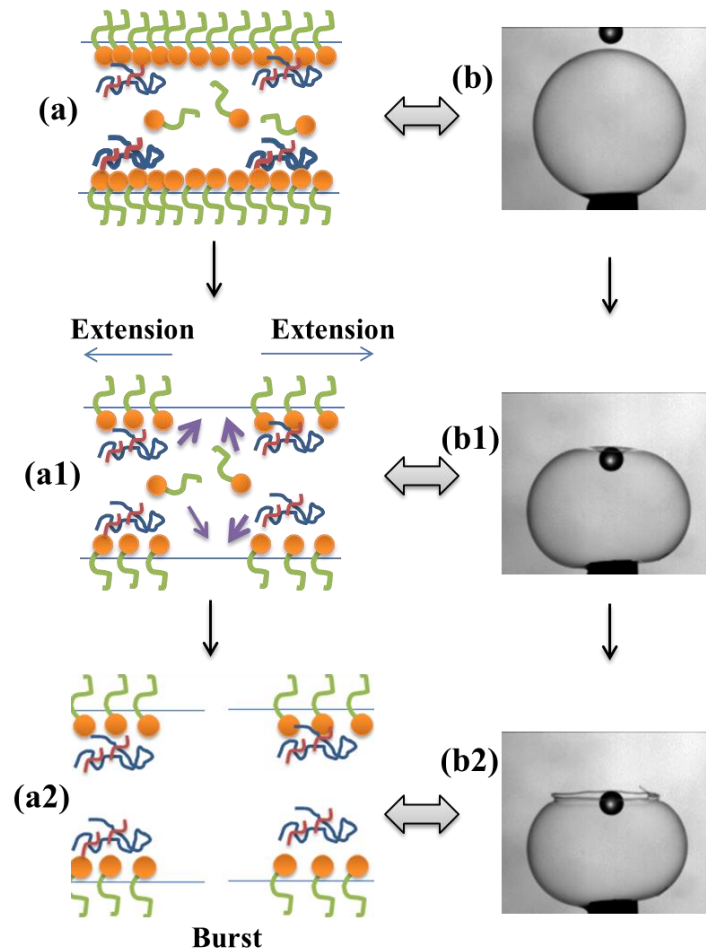 (a)
(b)
Extension
Extension
(a1)
(b1)
(a2)
(b2)
Burst